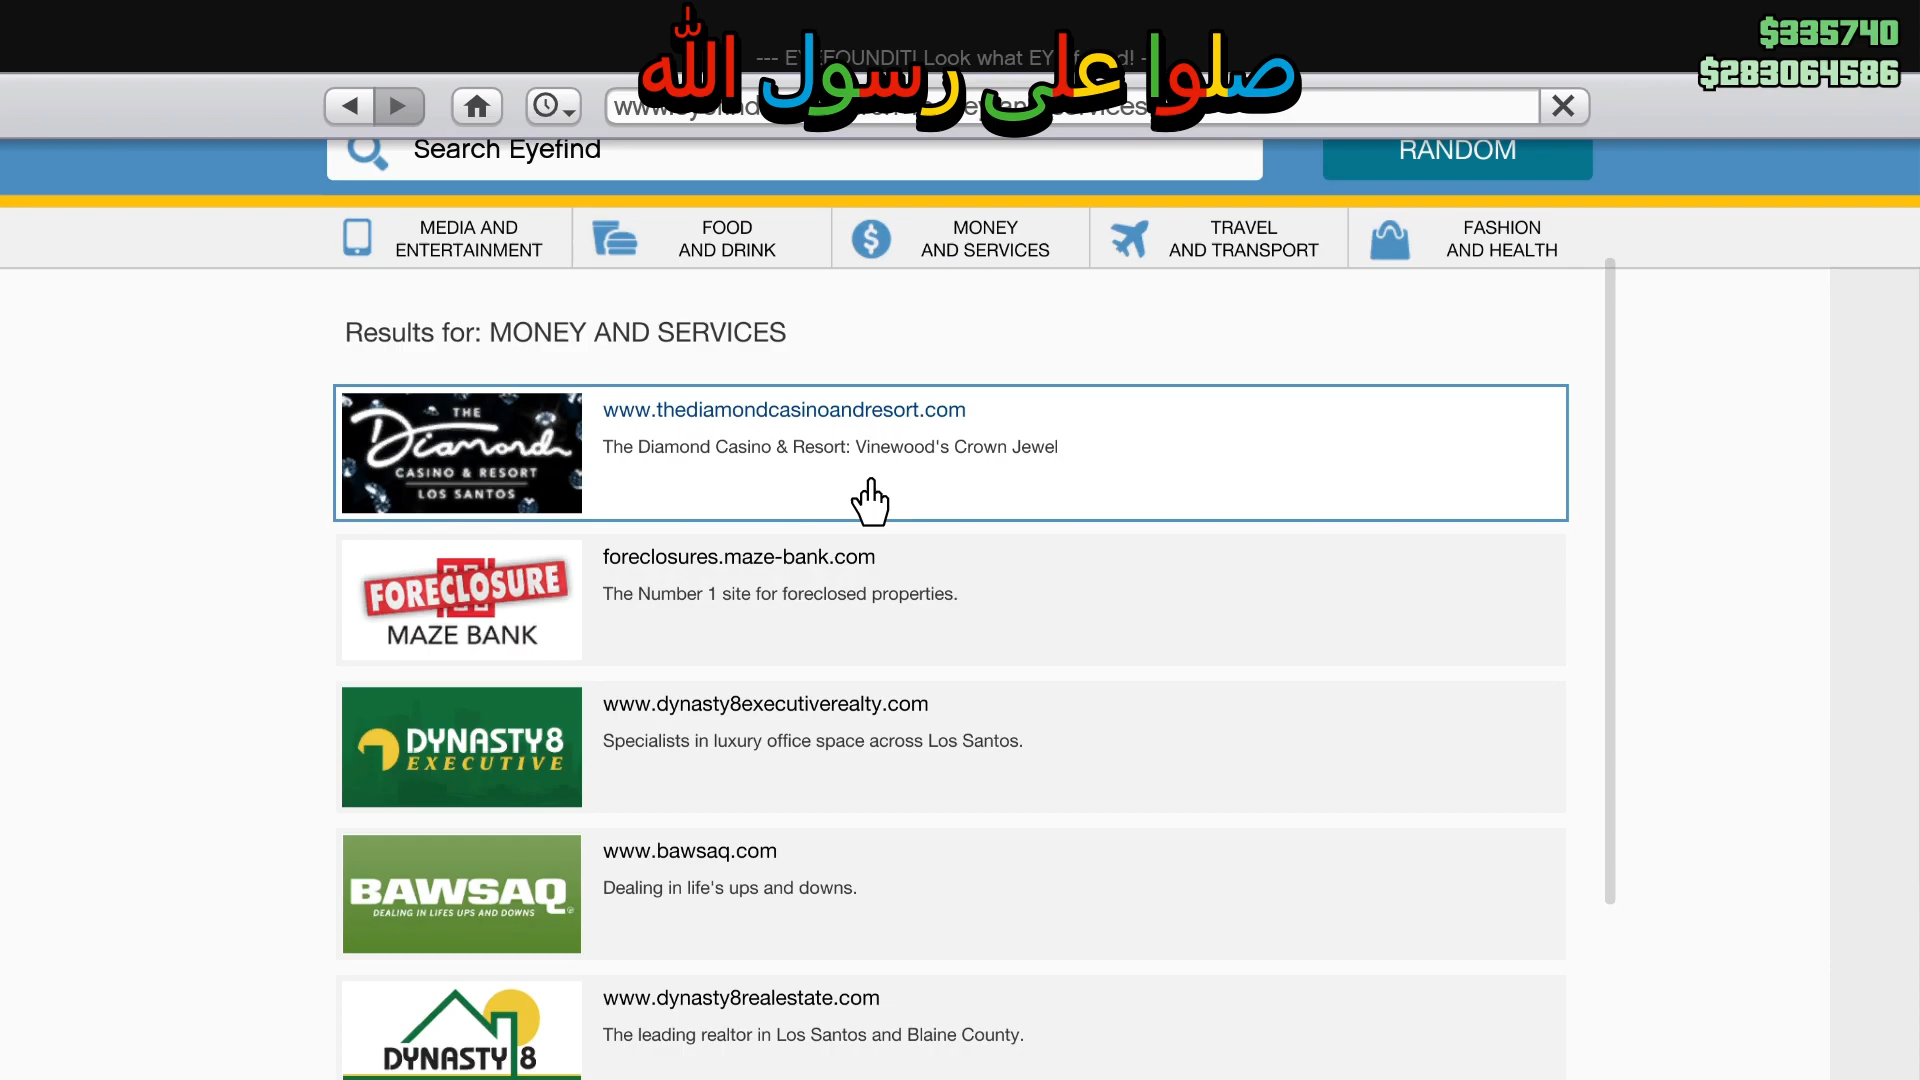 $335740
$283064586
صلوا على رسول الله
Search Eyefind
RANDOM
MEDIA AND
ENTERTAINMENT
FOOD
AND DRINK
MONEY
AND SERVICES
TRAVEL
AND TRANSPORT
FASHION
AND HEALTH
Results for: MONEY AND SERVICES
THE
Diamond
CASINO & RESORT
LOS SANTOS
www.thediamondcasinoandresort.com
The Diamond Casino & Resort: Vinewood's Crown Jewel
FORECLOSURE
MAZE BANK
foreclosures.maze-bank.com
The Number 1 site for foreclosed properties.
DYNASTY8
EXECUTIVE
www.dynasty8executiverealty.com
Specialists in luxury office space across Los Santos.
BAWSAQ
DEALING IN LIFES UPS AND DOWNS
www.bawsaq.com
Dealing in life's ups and downs.
DYNASTY 8
www.dynasty8realestate.com
The leading realtor in Los Santos and Blaine County.